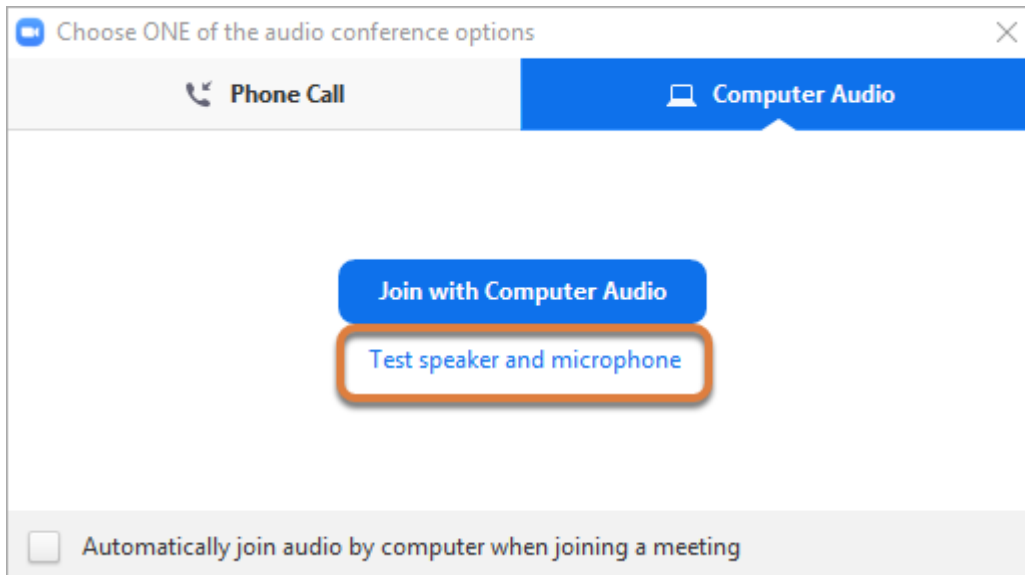 Choose ONE of the audio conference options
Phone Call
Computer Audio
Join with Computer Audio
Test speaker and microphone
Automatically join audio by computer when joining a meeting